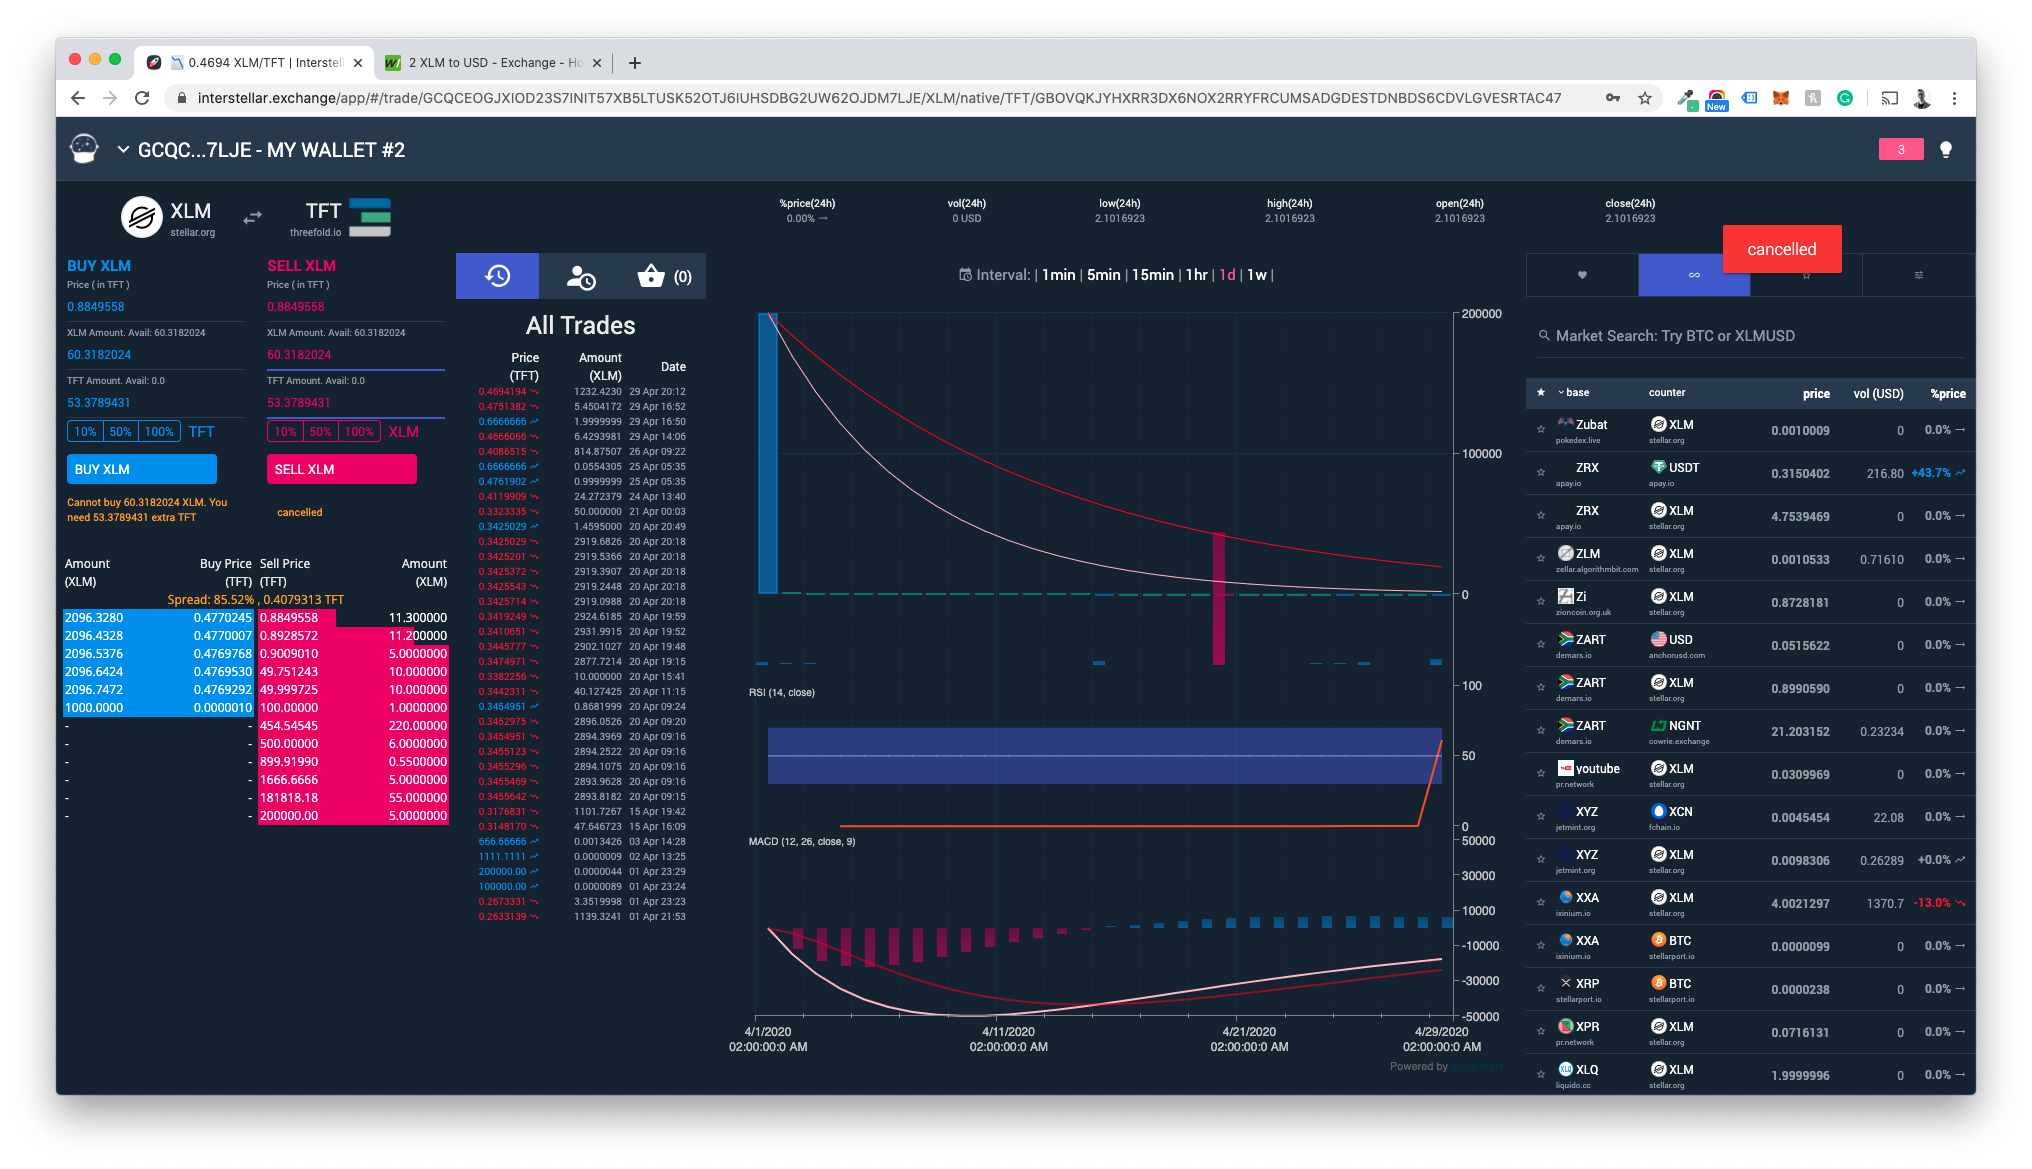 0.4694 XLM/TFT | Interstell
2 XLM to USD - Exchange - Ho
interstellar.exchange/app/#/trade/GCQCEOGJXIOD23S7INIT57XB5LTUSK52OTJ6IUHSDBG2UW62OJDM7LJE/XLM/native/TFT/GBOVQKJYHXRR3DX6NOX2RRYFRCUMSADGDESTDNBDS6CDVLGVESRTAC47
New
GCQC...7LJE - MY WALLET #2
3
XLM
stellar.org
TFT
threefold.io
%price(24h) vol(24h) low(24h) high(24h) open(24h) close(24h)
0.00% → 0 USD 2.1016923 2.1016923 2.1016923 2.1016923
cancelled
BUY XLM
Price ( in TFT )
0.8849558
XLM Amount. Avail: 60.3182024
60.3182024
TFT Amount. Avail: 0.0
53.3789431
10% 50% 100% TFT
BUY XLM
Cannot buy 60.3182024 XLM. You
need 53.3789431 extra TFT
SELL XLM
Price ( in TFT )
0.8849558
XLM Amount. Avail: 60.3182024
60.3182024
TFT Amount. Avail: 0.0
53.3789431
10% 50% 100% XLM
SELL XLM
cancelled
Amount Buy Price Sell Price Amount
(XLM) (TFT) (TFT) (XLM)
Spread: 85.52% , 0.4079313 TFT
2096.3280 0.4770245 0.8849558 11.300000
2096.4328 0.4770007 0.8928572 11.200000
2096.5376 0.4769768 0.9009010 5.0000000
2096.6424 0.4769530 49.751243 10.000000
2096.7472 0.4769292 49.999725 10.000000
1000.0000 0.0000010 100.00000 1.0000000
- - 454.54545 220.00000
- - 500.00000 6.0000000
- - 899.91990 0.5500000
- - 1666.6666 5.0000000
- - 181818.18 55.000000
- - 200000.00 5.0000000
(0)
All Trades
Price Amount Date
(TFT) (XLM)
0.4694194 1232.4230 29 Apr 20:12
0.4751382 5.4504172 29 Apr 16:52
0.6666666 1.9999999 29 Apr 16:50
0.4666066 6.4293981 29 Apr 14:06
0.4086515 814.87507 26 Apr 09:22
0.6666666 0.0554305 25 Apr 05:35
0.4761902 0.9999999 25 Apr 05:35
0.4119909 24.272379 24 Apr 13:40
0.3323335 50.000000 21 Apr 00:03
0.3425029 1.4595000 20 Apr 20:49
0.3425029 2919.6826 20 Apr 20:18
0.3425201 2919.5366 20 Apr 20:18
0.3425372 2919.3907 20 Apr 20:18
0.3425543 2919.2448 20 Apr 20:18
0.3425714 2919.0988 20 Apr 20:18
0.3419249 2924.6185 20 Apr 19:59
0.3410651 2931.9915 20 Apr 19:52
0.3445777 2902.1027 20 Apr 19:48
0.3474971 2877.7214 20 Apr 19:15
0.3382256 10.000000 20 Apr 15:41
0.3442311 40.127425 20 Apr 11:15
0.3454951 0.8681999 20 Apr 09:24
0.3452975 2896.0526 20 Apr 09:20
0.3454951 2894.3969 20 Apr 09:16
0.3455123 2894.2522 20 Apr 09:16
0.3455296 2894.1075 20 Apr 09:16
0.3455469 2893.9628 20 Apr 09:16
0.3455642 2893.8182 20 Apr 09:15
0.3176831 1101.7267 15 Apr 19:42
0.3148170 47.646723 15 Apr 16:09
666.66666 0.0013426 03 Apr 14:28
1111.1111 0.0000009 02 Apr 13:25
200000.00 0.0000044 01 Apr 23:29
100000.00 0.0000089 01 Apr 23:24
0.2673331 3.3519998 01 Apr 23:23
0.2633139 1139.3241 01 Apr 21:53
Interval: | 1min | 5min | 15min | 1hr | 1d | 1w |
200000
100000
0
RSI (14, close)
100
50
0
MACD (12, 26, close, 9)
50000
30000
10000
-10000
-30000
-50000
4/1/2020 4/11/2020 4/21/2020 4/29/2020
02:00:00:0 AM 02:00:00:0 AM 02:00:00:0 AM 02:00:00:0 AM
Powered by
Market Search: Try BTC or XLMUSD
base counter price vol (USD) %price
Zubat XLM 0.0010009 0 0.0% →
pokedex.live stellar.org
ZRX USDT 0.3150402 216.80 +43.7%
apay.io apay.io
ZRX XLM 4.7539469 0 0.0% →
apay.io stellar.org
ZLM XLM 0.0010533 0.71610 0.0% →
zellar.algorithmbit.com stellar.org
Zi XLM 0.8728181 0 0.0% →
zioncoin.org.uk stellar.org
ZART USD 0.0515622 0 0.0% →
demars.io anchorusd.com
ZART XLM 0.8990590 0 0.0% →
demars.io stellar.org
ZART NGNT 21.203152 0.23234 0.0% →
demars.io cowrie.exchange
youtube XLM 0.0309969 0 0.0% →
pr.network stellar.org
XYZ XCN 0.0045454 22.08 0.0% →
jetmint.org fchain.io
XYZ XLM 0.0098306 0.26289 +0.0%
jetmint.org stellar.org
XXA XLM 4.0021297 1370.7 -13.0%
ixinium.io stellar.org
XXA BTC 0.0000099 0 0.0% →
ixinium.io stellarport.io
XRP BTC 0.0000238 0 0.0% →
stellarport.io stellarport.io
XPR XLM 0.0716131 0 0.0% →
pr.network stellar.org
XLQ XLM 1.9999996 0 0.0% →
liquido.cc stellar.org